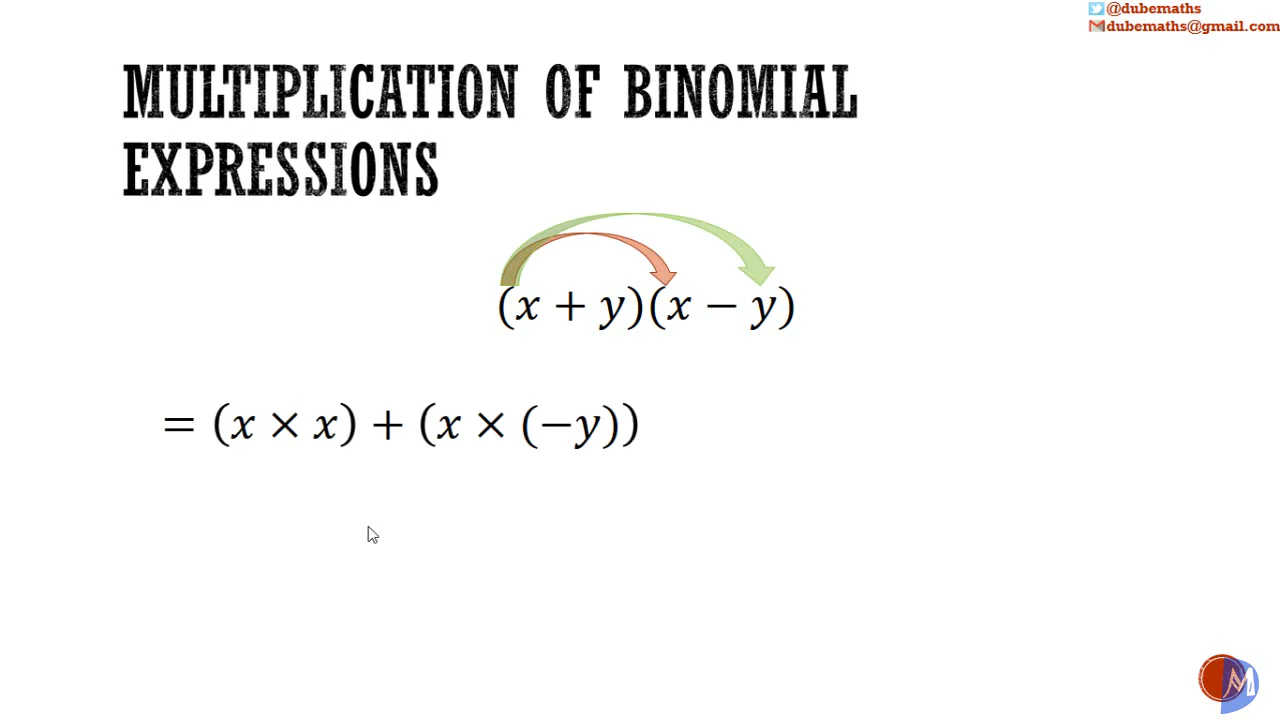 @dubemaths
dubemaths@gmail.com
MULTIPLICATION OF BINOMIAL
EXPRESSIONS
(x + y)(x − y)
= (x × x) + (x × (−y))